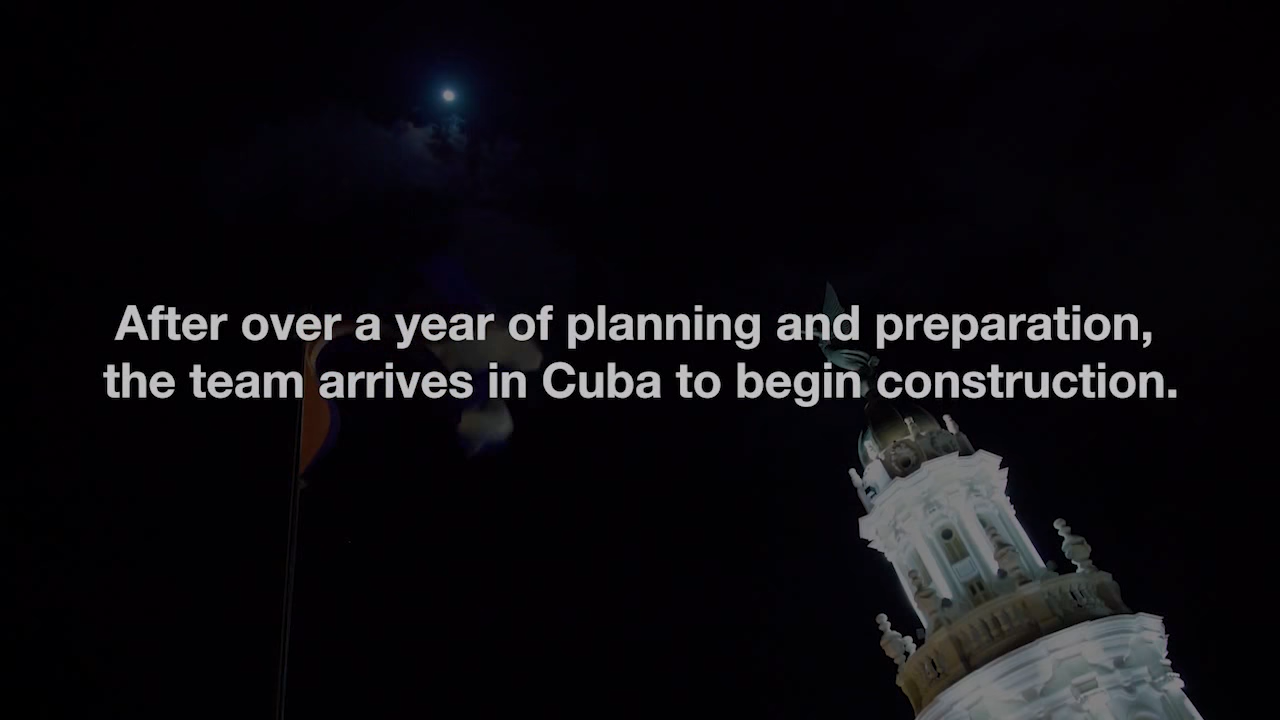 After over a year of planning and preparation,
the team arrives in Cuba to begin construction.